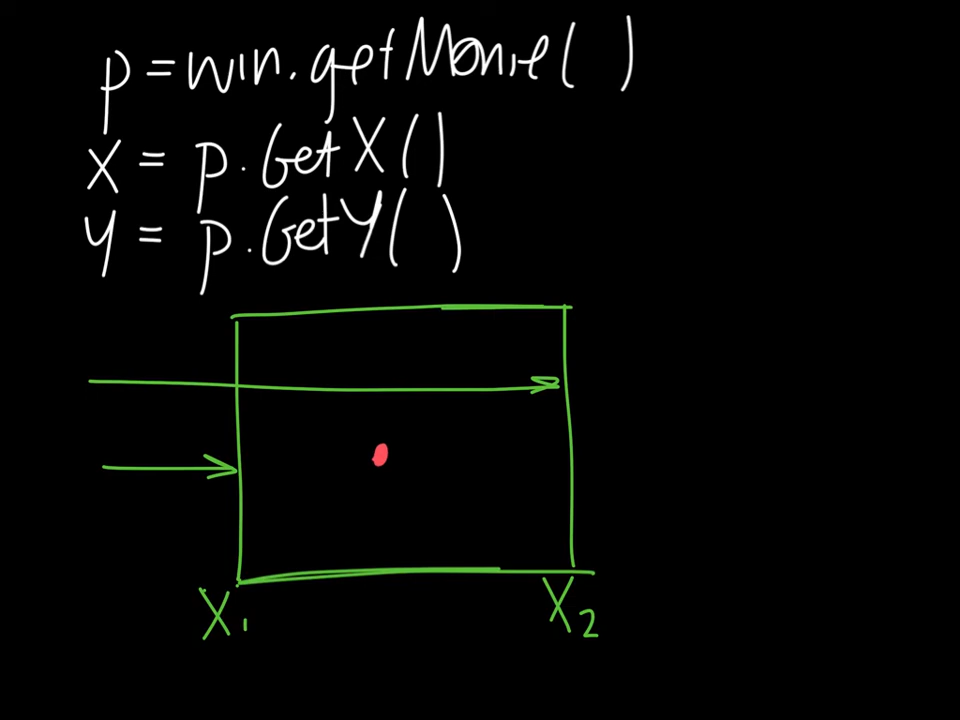 p = win.getMouse( )
X = p.GetX()
Y = p.GetY( )
X1 X2